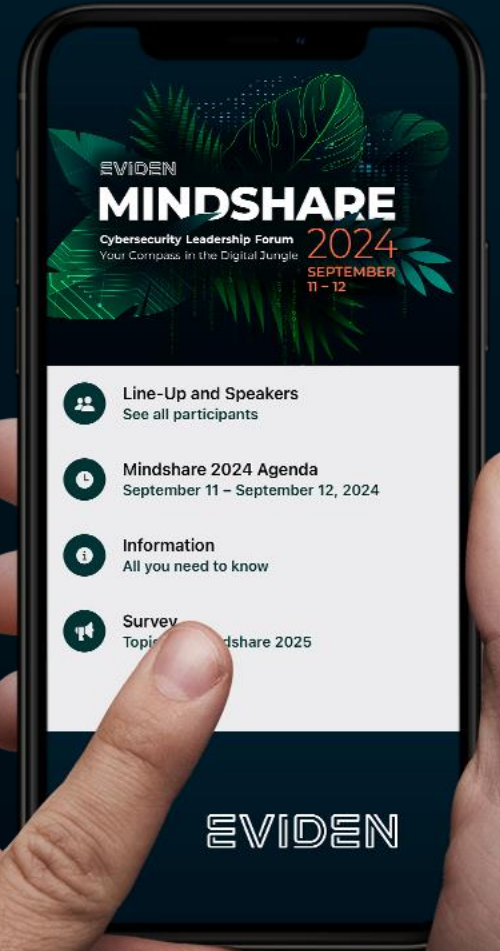 EVIDEN
MINDSHARE
Cybersecurity Leadership Forum
Your Compass in the Digital Jungle
2024
SEPTEMBER
11 – 12
Line-Up and Speakers
See all participants
Mindshare 2024 Agenda
September 11 – September 12, 2024
Information
All you need to know
Survey
2025
EVIDEN